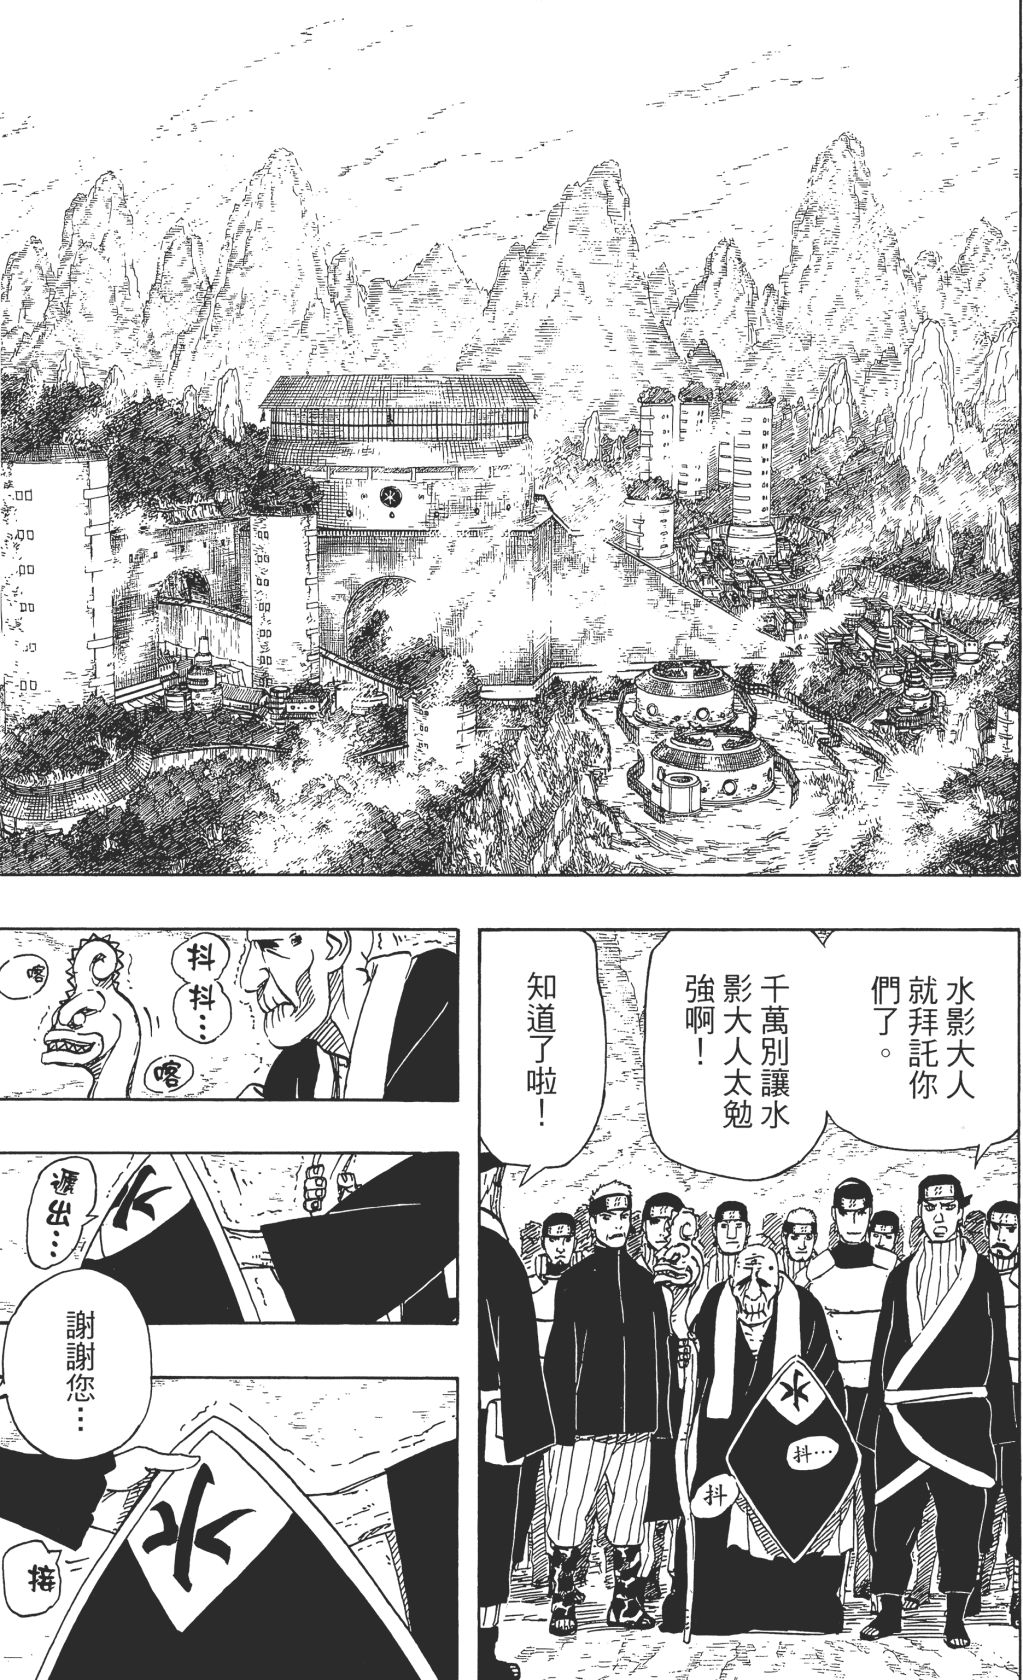 水影大人
就拜託你
們了。
千萬別讓水
影大人太勉
強啊！
知道了啦！
抖…
抖
抖
抖…
喀
喀
水
遞出…
水
謝謝您…
水
接